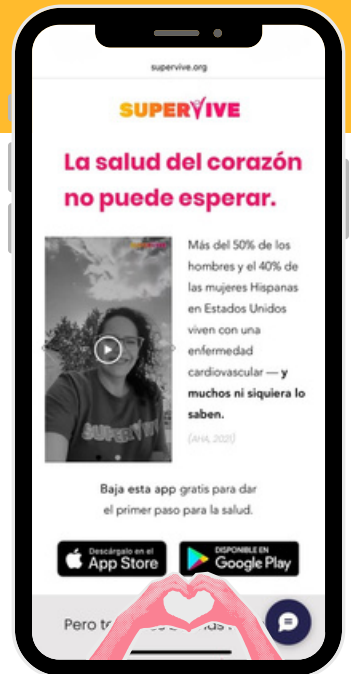 supervive.org
SUPERVIVE
La salud del corazón
no puede esperar.
SUPERVIVE
SUPERVIVE
Más del 50% de los
hombres y el 40% de
las mujeres Hispanas
en Estados Unidos
viven con una
enfermedad
cardiovascular — y
muchos ni siquiera lo
saben.
(AHA, 2021)
Baja esta app gratis para dar
el primer paso para la salud.
Descárgalo en el
App Store
DISPONIBLE EN
Google Play
Pero